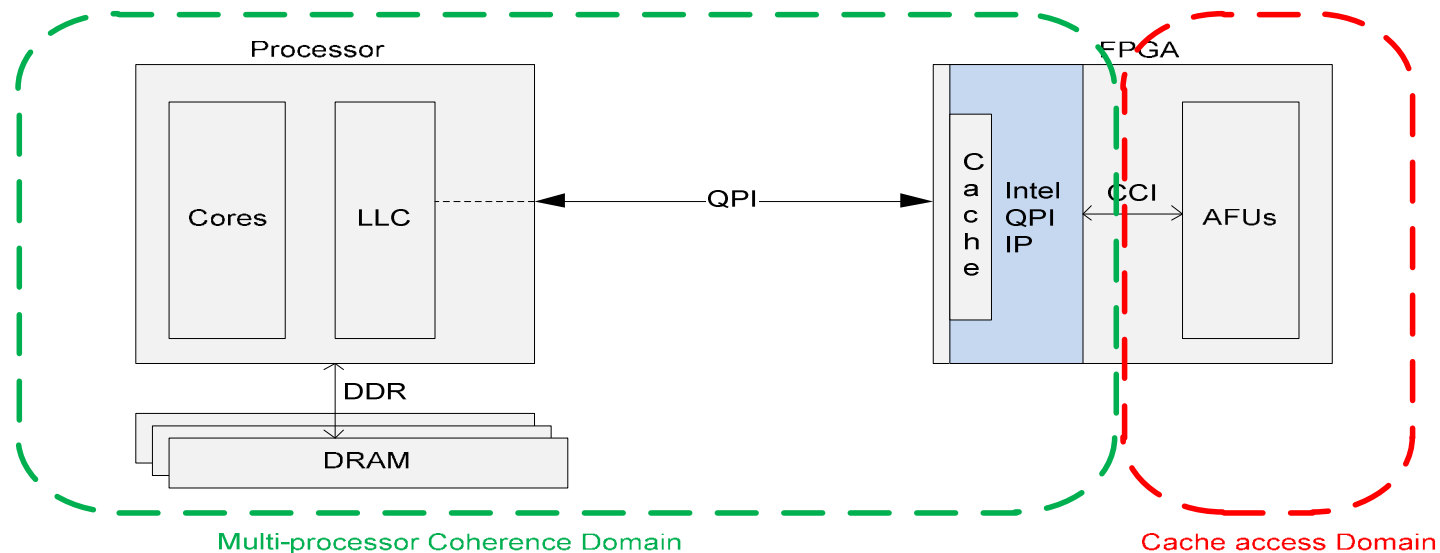 Processor
FPGA
Cores
LLC
QPI
Cache
Intel
QPI
IP
CCI
AFUs
DDR
DRAM
Multi-processor Coherence Domain
Cache access Domain